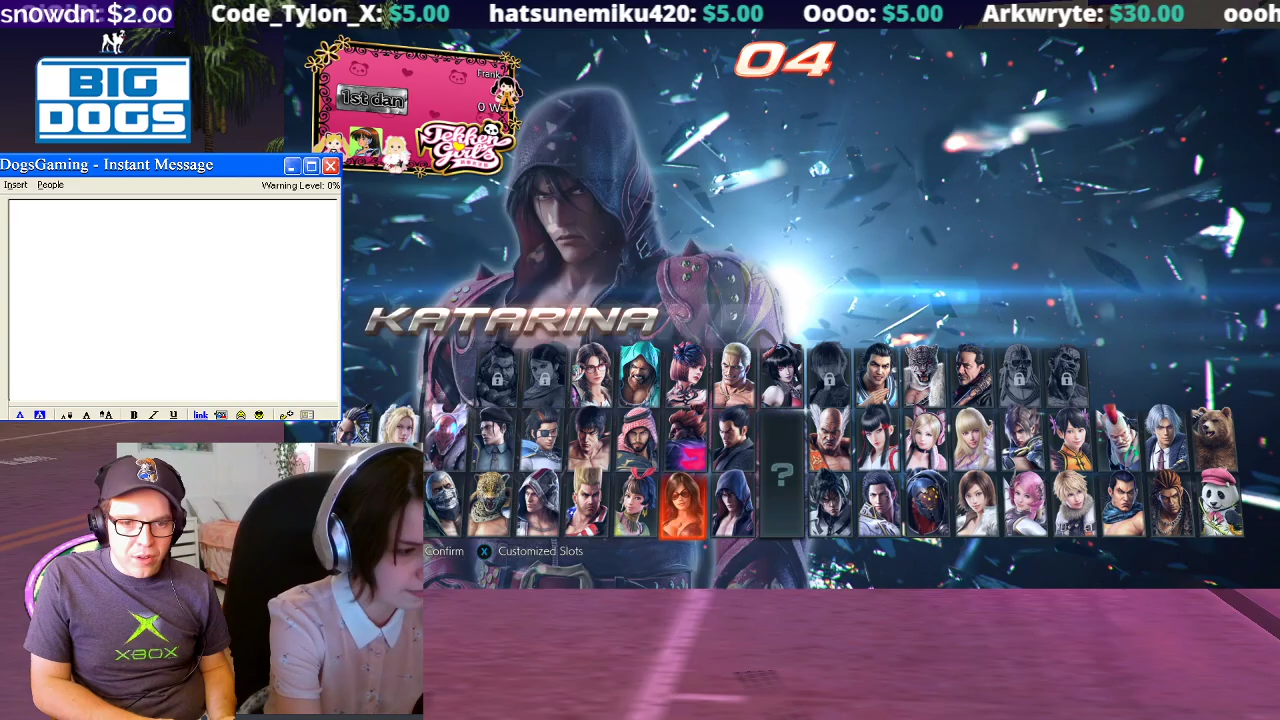 sn0wdn: $2.00 Code_Tylon_X: $5.00 hatsunemiku420: $5.00 OoOo: $5.00 Arkwryte: $30.00 oooh
BIG
DOGS
04
Frank
1st dan
0 W
Tekken
Girls
DogsGaming - Instant Message
Insert People Warning Level: 0%
KATARINA
B I U link
?
Confirm X Customized Slots
XBOX